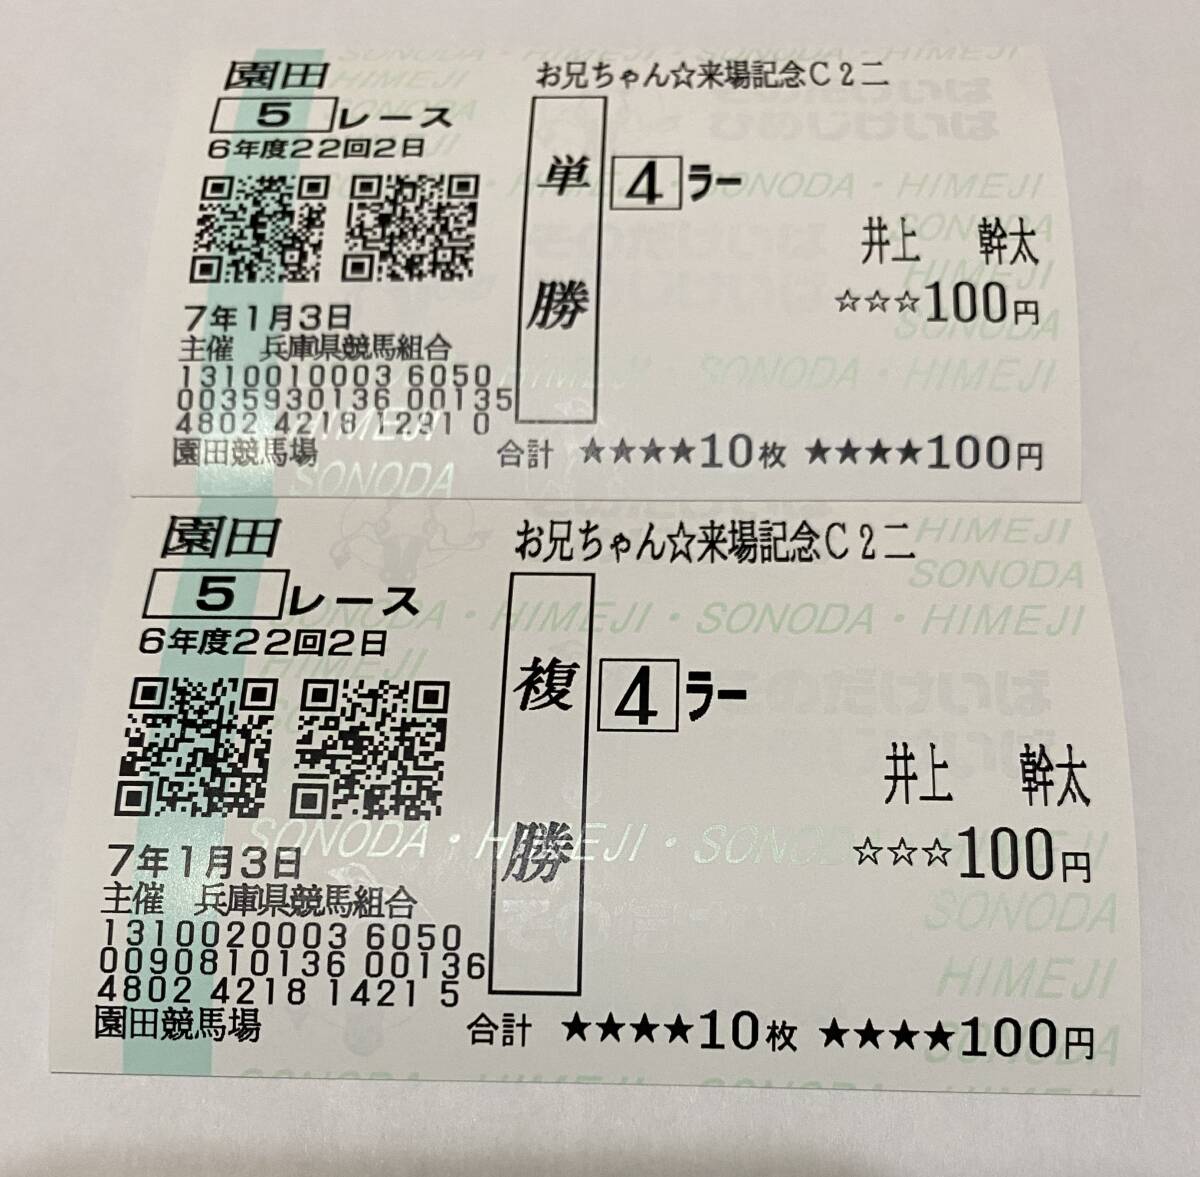 園田
5 レース
6年度22回2日
7年1月3日
主催 兵庫県競馬組合
1310010003 6050
0035930136 00135
4802 4218 12911 0
園田競馬場
お兄ちゃん☆来場記念C2二
単勝
4 ラー
井上 幹太
☆☆☆100円
合計 ★★★★10枚 ★★★★100円
園田
5 レース
6年度22回2日
7年1月3日
主催 兵庫県競馬組合
1310020003 6050
0090810136 00136
4802 4218 1421 5
園田競馬場
お兄ちゃん☆来場記念C2二
複勝
4 ラー
井上 幹太
☆☆☆100円
合計 ★★★★10枚 ★★★★100円
SONODA・HIMEJI・SONODA・HIMEJI